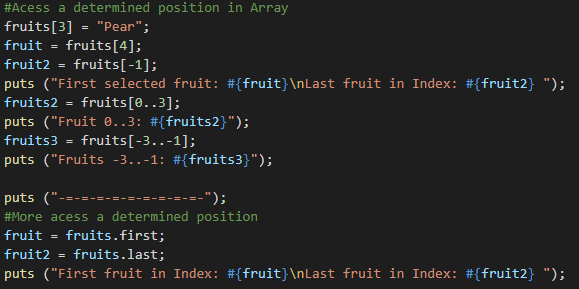 #Acess a determined position in Array
fruits[3] = "Pear";
fruit = fruits[4];
fruit2 = fruits[-1];
puts ("First selected fruit: #{fruit}\nLast fruit in Index: #{fruit2} ");
fruits2 = fruits[0..3];
puts ("Fruit 0..3: #{fruits2}");
fruits3 = fruits[-3..-1];
puts ("Fruits -3..-1: #{fruits3}");
puts ("-=-=-=-=-=-=-=-=-=-");
#More acess a determined position
fruit = fruits.first;
fruit2 = fruits.last;
puts ("First fruit in Index: #{fruit}\nLast fruit in Index: #{fruit2} ");